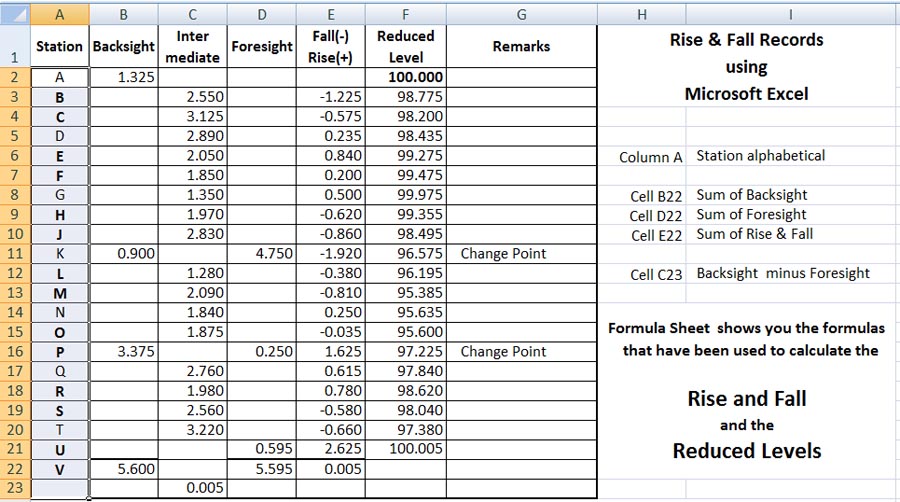 A B C D E F G H I
1 Station Backsight Inter mediate Foresight Fall(-) Rise(+) Reduced Level Remarks Rise & Fall Records using Microsoft Excel
2 A 1.325 100.000
3 B 2.550 -1.225 98.775
4 C 3.125 -0.575 98.200
5 D 2.890 0.235 98.435
6 E 2.050 0.840 99.275 Column A Station alphabetical
7 F 1.850 0.200 99.475
8 G 1.350 0.500 99.975 Cell B22 Sum of Backsight
9 H 1.970 -0.620 99.355 Cell D22 Sum of Foresight
10 J 2.830 -0.860 98.495 Cell E22 Sum of Rise & Fall
11 K 0.900 4.750 -1.920 96.575 Change Point
12 L 1.280 -0.380 96.195 Cell C23 Backsight minus Foresight
13 M 2.090 -0.810 95.385
14 N 1.840 0.250 95.635
15 O 1.875 -0.035 95.600 Formula Sheet shows you the formulas
16 P 3.375 0.250 1.625 97.225 Change Point that have been used to calculate the
17 Q 2.760 0.615 97.840
18 R 1.980 0.780 98.620 Rise and Fall
19 S 2.560 -0.580 98.040
20 T 3.220 -0.660 97.380 and the
21 U 0.595 2.625 100.005 Reduced Levels
22 V 5.600 5.595 0.005
23 0.005